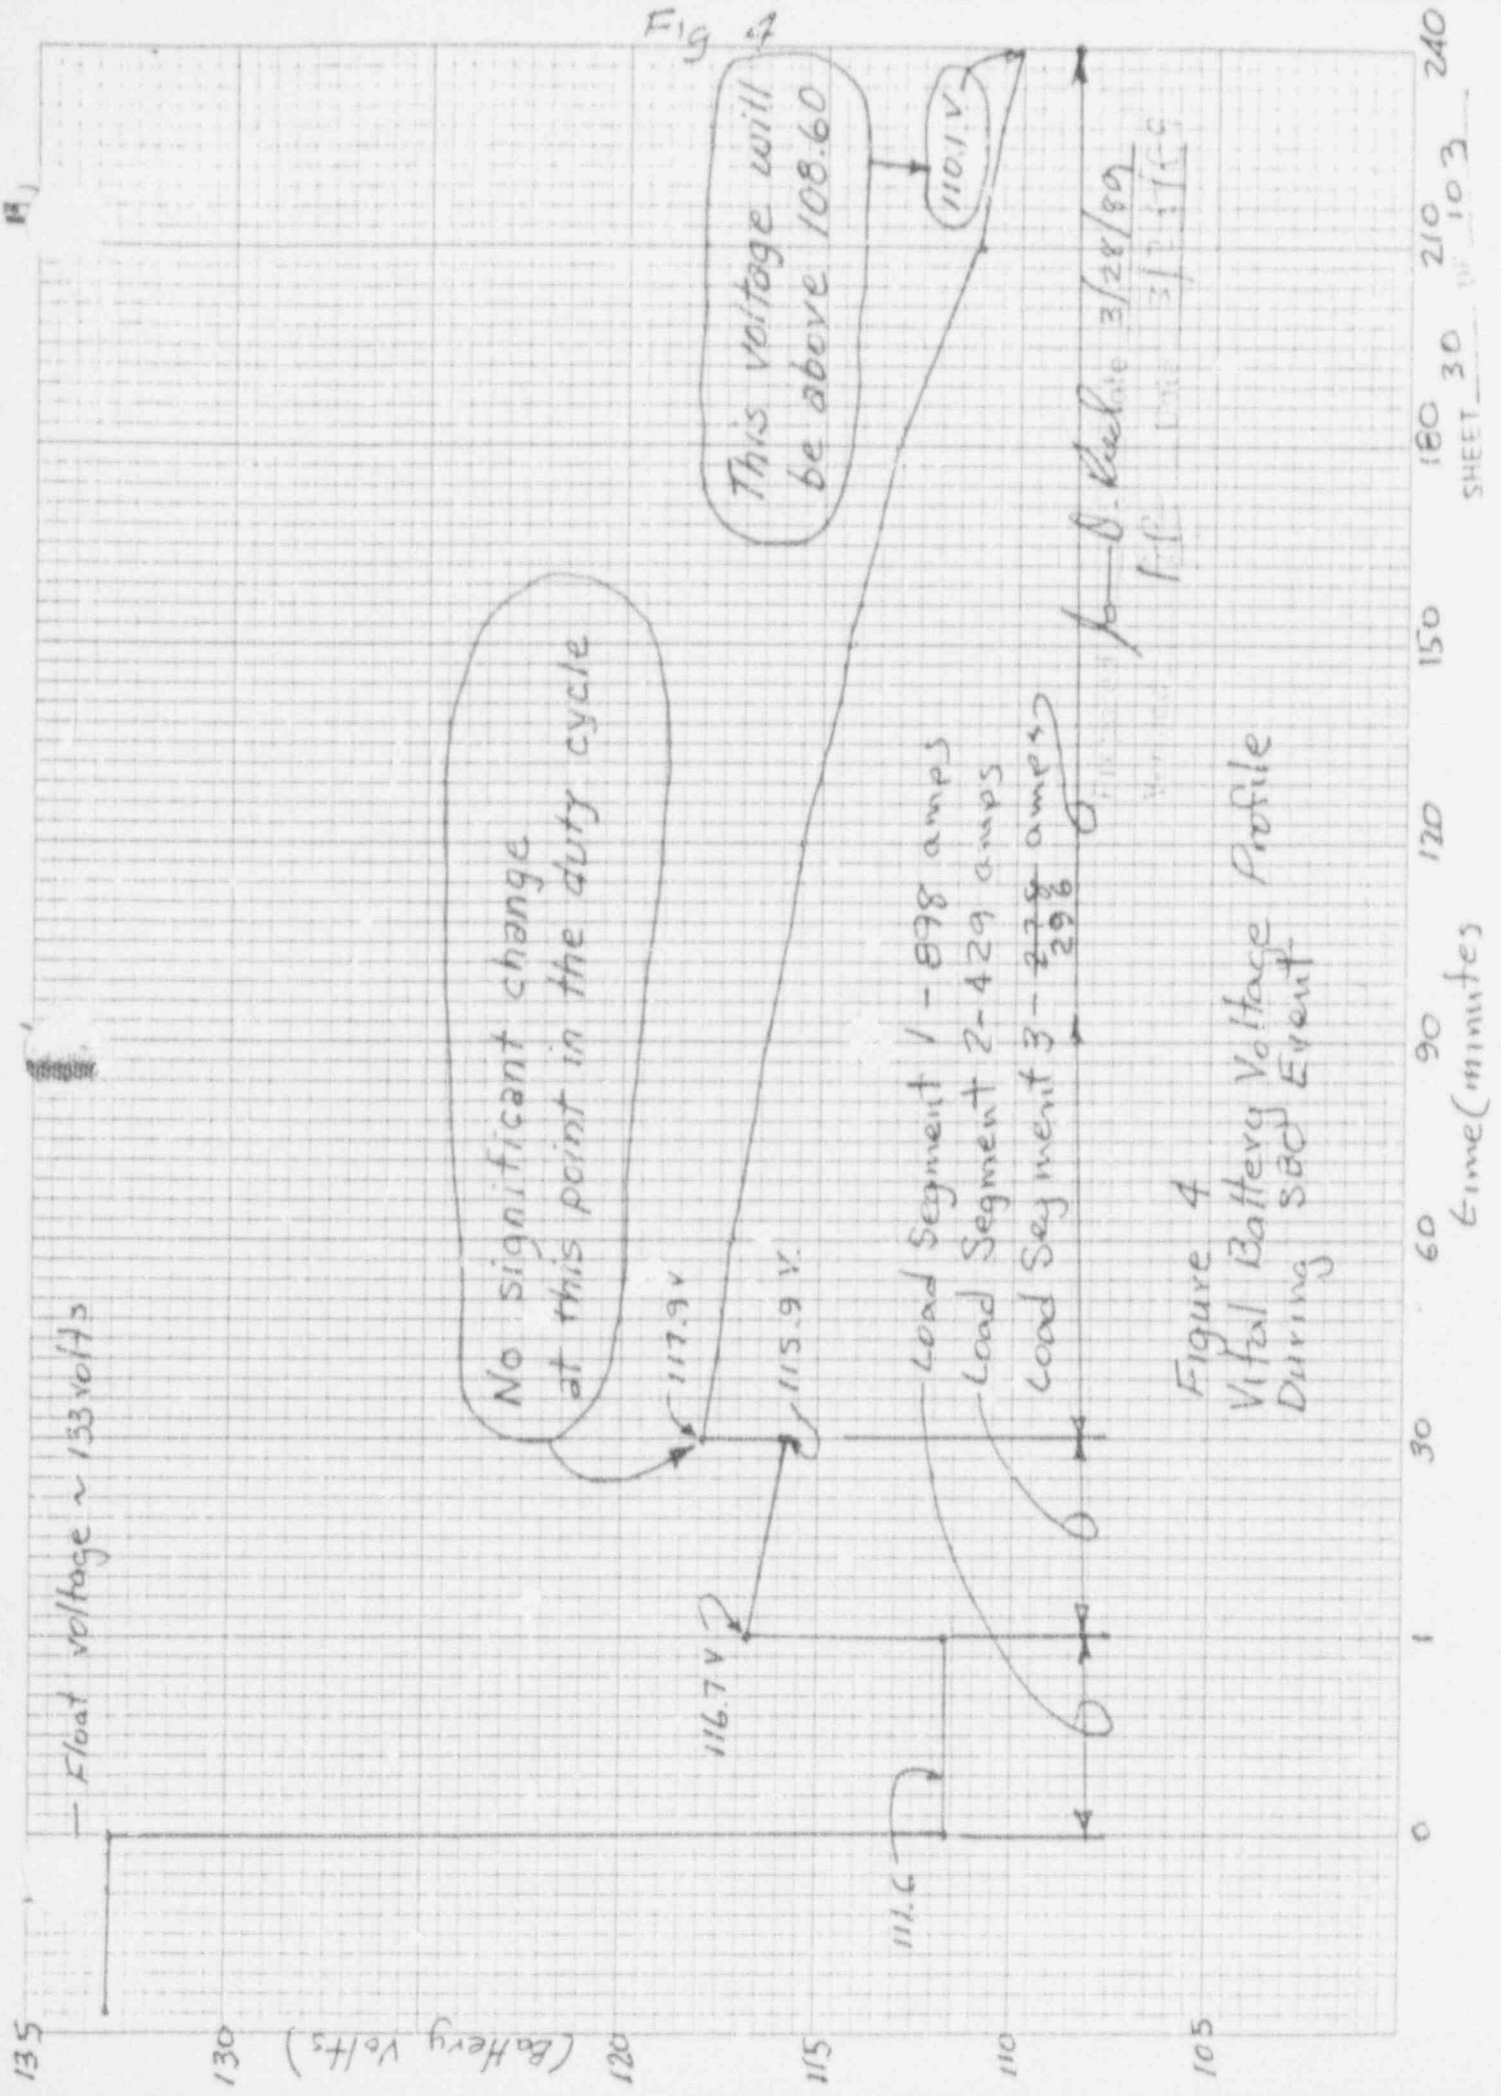 Fig 4
— Float voltage ~ 133 volts
135
130
120
115
110
105
(Battery Volts)
No significant change
at this point in the duty cycle
This voltage will
be above 108.60
110.1 V
117.9 V
115.9 V.
116.7 V
111.6
Load Segment 1 - 898 amps
Load Segment 2 - 429 amps
Load Segment 3 - 278 amps
296
3/28/89
Figure 4
Vital Battery Voltage Profile
During SBO Event
0 1 30 60 90 120 150 180 210 240
time (minutes)
SHEET 30 OF 103